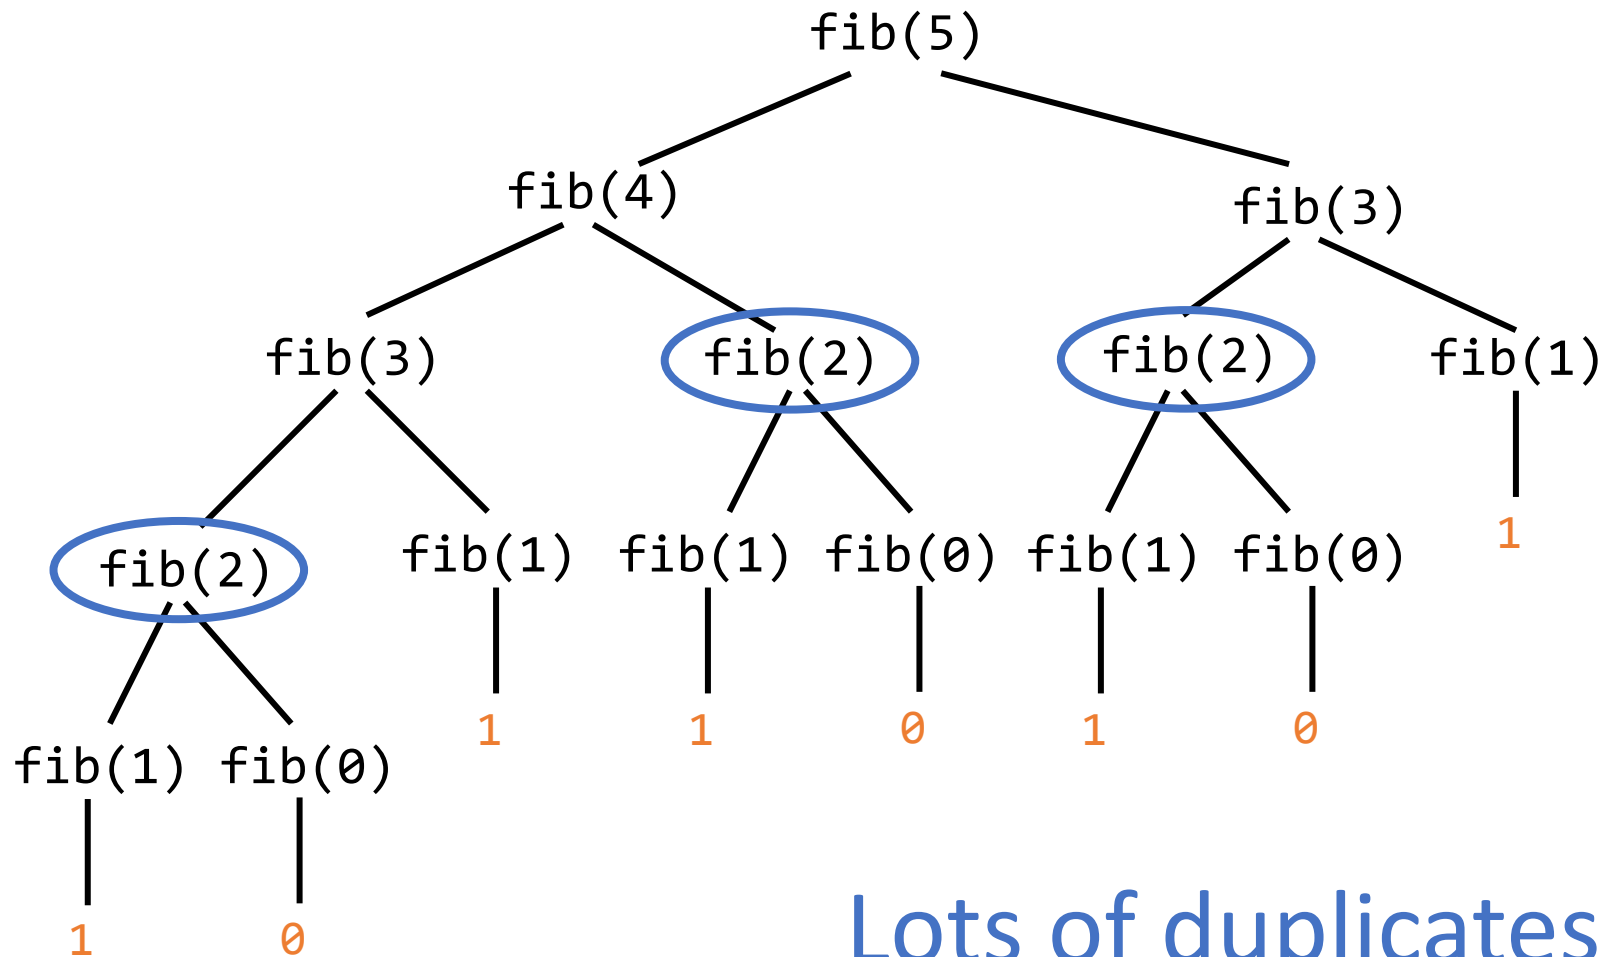 fib(5)
fib(4) fib(3)
fib(3) fib(2) fib(2) fib(1)
fib(2) fib(1) fib(1) fib(0) fib(1) fib(0) 1
fib(1) fib(0) 1 1 0 1 0
1 0
Lots of duplicates